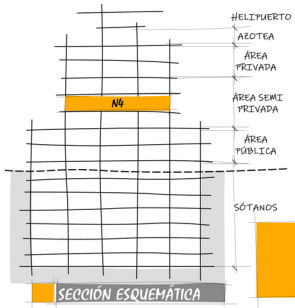 HELIPUERTO
AZOTEA
ÁREA
PRIVADA
N4
ÁREA SEMI
PRIVADA
ÁREA
PÚBLICA
SÓTANOS
SECCIÓN ESQUEMÁTICA